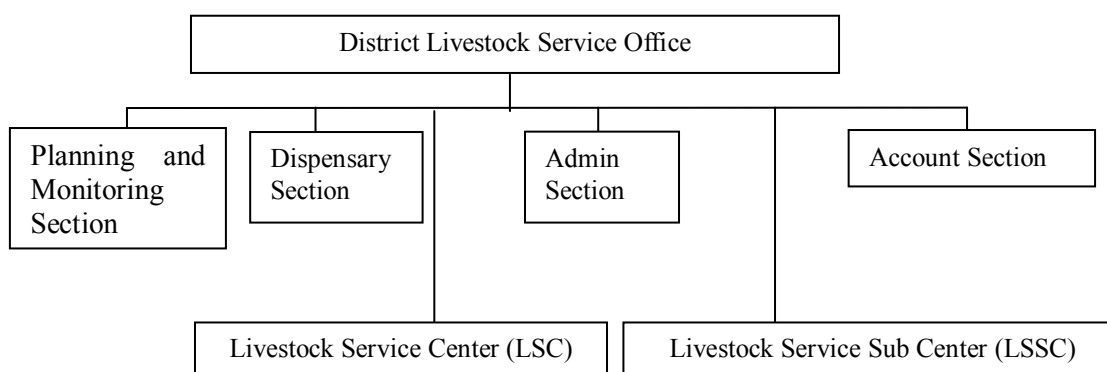 District Livestock Service Office
Planning and
Monitoring
Section
Dispensary
Section
Admin
Section
Account Section
Livestock Service Center (LSC)
Livestock Service Sub Center (LSSC)